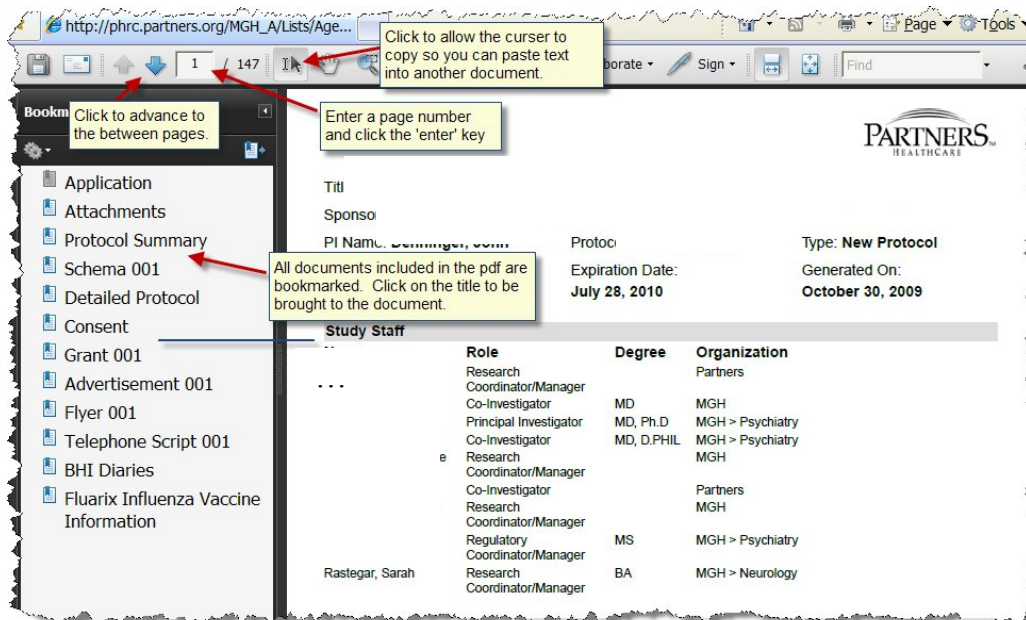 http://phrc.partners.org/MGH_A/Lists/Age...
Page
Tools
Click to allow the curser to
copy so you can paste text
into another document.
1 / 147
Sign
Find
Click to advance to
the between pages.
Enter a page number
and click the 'enter' key
PARTNERS
HEALTHCARE
Application
Attachments
Protocol Summary
Schema 001
Detailed Protocol
Consent
Grant 001
Advertisement 001
Flyer 001
Telephone Script 001
BHI Diaries
Fluarix Influenza Vaccine
Information
All documents included in the pdf are
bookmarked. Click on the title to be
brought to the document.
PI Name: Type: New Protocol
Expiration Date: Generated On:
July 28, 2010 October 30, 2009
Study Staff
Role Degree Organization
Research Partners
Coordinator/Manager
Co-Investigator MD MGH
Principal Investigator MD, Ph.D MGH > Psychiatry
Co-Investigator MD, D.PHIL MGH > Psychiatry
Research MGH
Coordinator/Manager
Co-Investigator Partners
Research MGH
Coordinator/Manager
Regulatory MS MGH > Psychiatry
Coordinator/Manager
Rastegar, Sarah Research BA MGH > Neurology
Coordinator/Manager